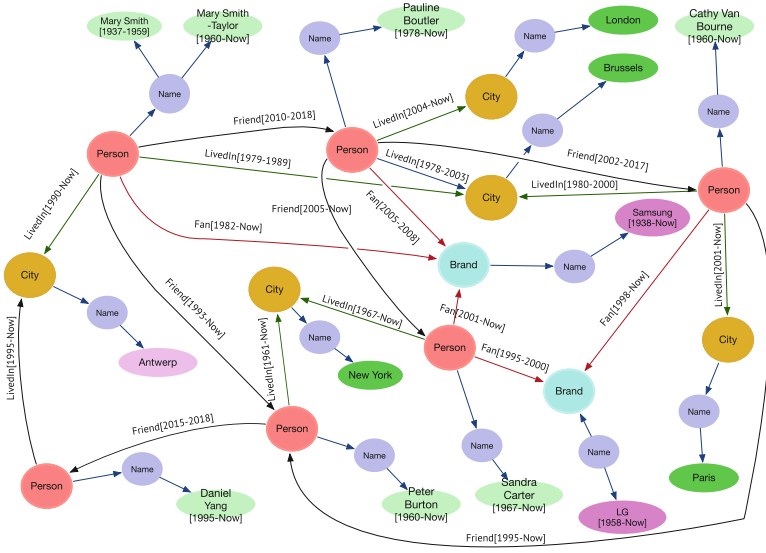 Mary Smith
[1937-1959]
Mary Smith
-Taylor
[1960-Now]
Pauline
Boutler
[1978-Now]
London
Cathy Van
Bourne
[1960-Now]
Name
Name
Name
Brussels
Name
City
Name
Name
Friend[2010-2018]
LivedIn[2004-Now]
Person
Person
LivedIn[1979-1989]
LivedIn[1978-2003]
Friend[2002-2017]
LivedIn[1980-2000]
Person
City
LivedIn[1990-Now]
Fan[1982-Now]
Friend[2005-Now]
Fan[2005-2008]
Samsung
[1938-Now]
City
Brand
Name
LivedIn[2001-Now]
Friend[1993-Now]
City
LivedIn[1967-Now]
Fan[2001-Now]
Fan[1998-Now]
Name
Name
City
LivedIn[1995-Now]
LivedIn[1961-Now]
Person
Fan[1995-2000]
Antwerp
New York
Brand
Name
Friend[2015-2018]
Person
Name
Name
Name
Person
Name
Paris
Daniel
Yang
[1995-Now]
Peter
Burton
[1960-Now]
Sandra
Carter
[1967-Now]
LG
[1958-Now]
Friend[1995-Now]